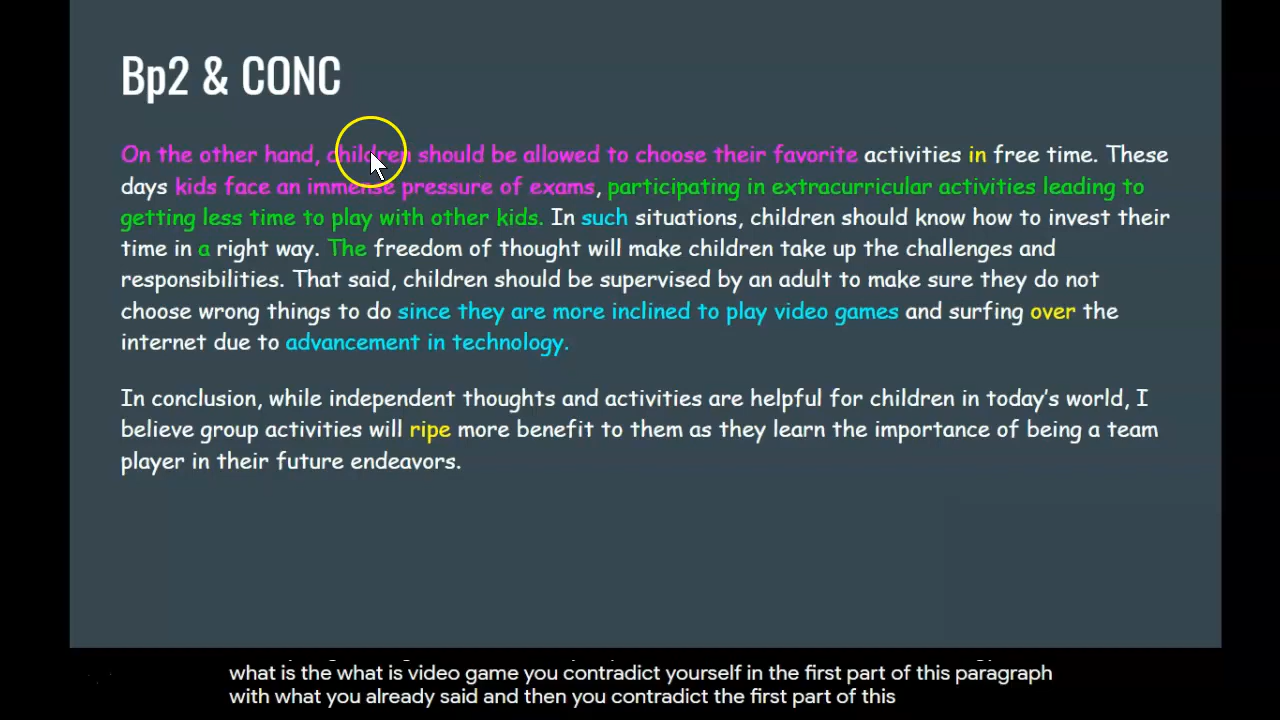 Bp2 & CONC
On the other hand, children should be allowed to choose their favorite activities in free time. These
days kids face an immense pressure of exams, participating in extracurricular activities leading to
getting less time to play with other kids. In such situations, children should know how to invest their
time in a right way. The freedom of thought will make children take up the challenges and
responsibilities. That said, children should be supervised by an adult to make sure they do not
choose wrong things to do since they are more inclined to play video games and surfing over the
internet due to advancement in technology.
In conclusion, while independent thoughts and activities are helpful for children in today's world, I
believe group activities will ripe more benefit to them as they learn the importance of being a team
player in their future endeavors.
what is the what is video game you contradict yourself in the first part of this paragraph
with what you already said and then you contradict the first part of this